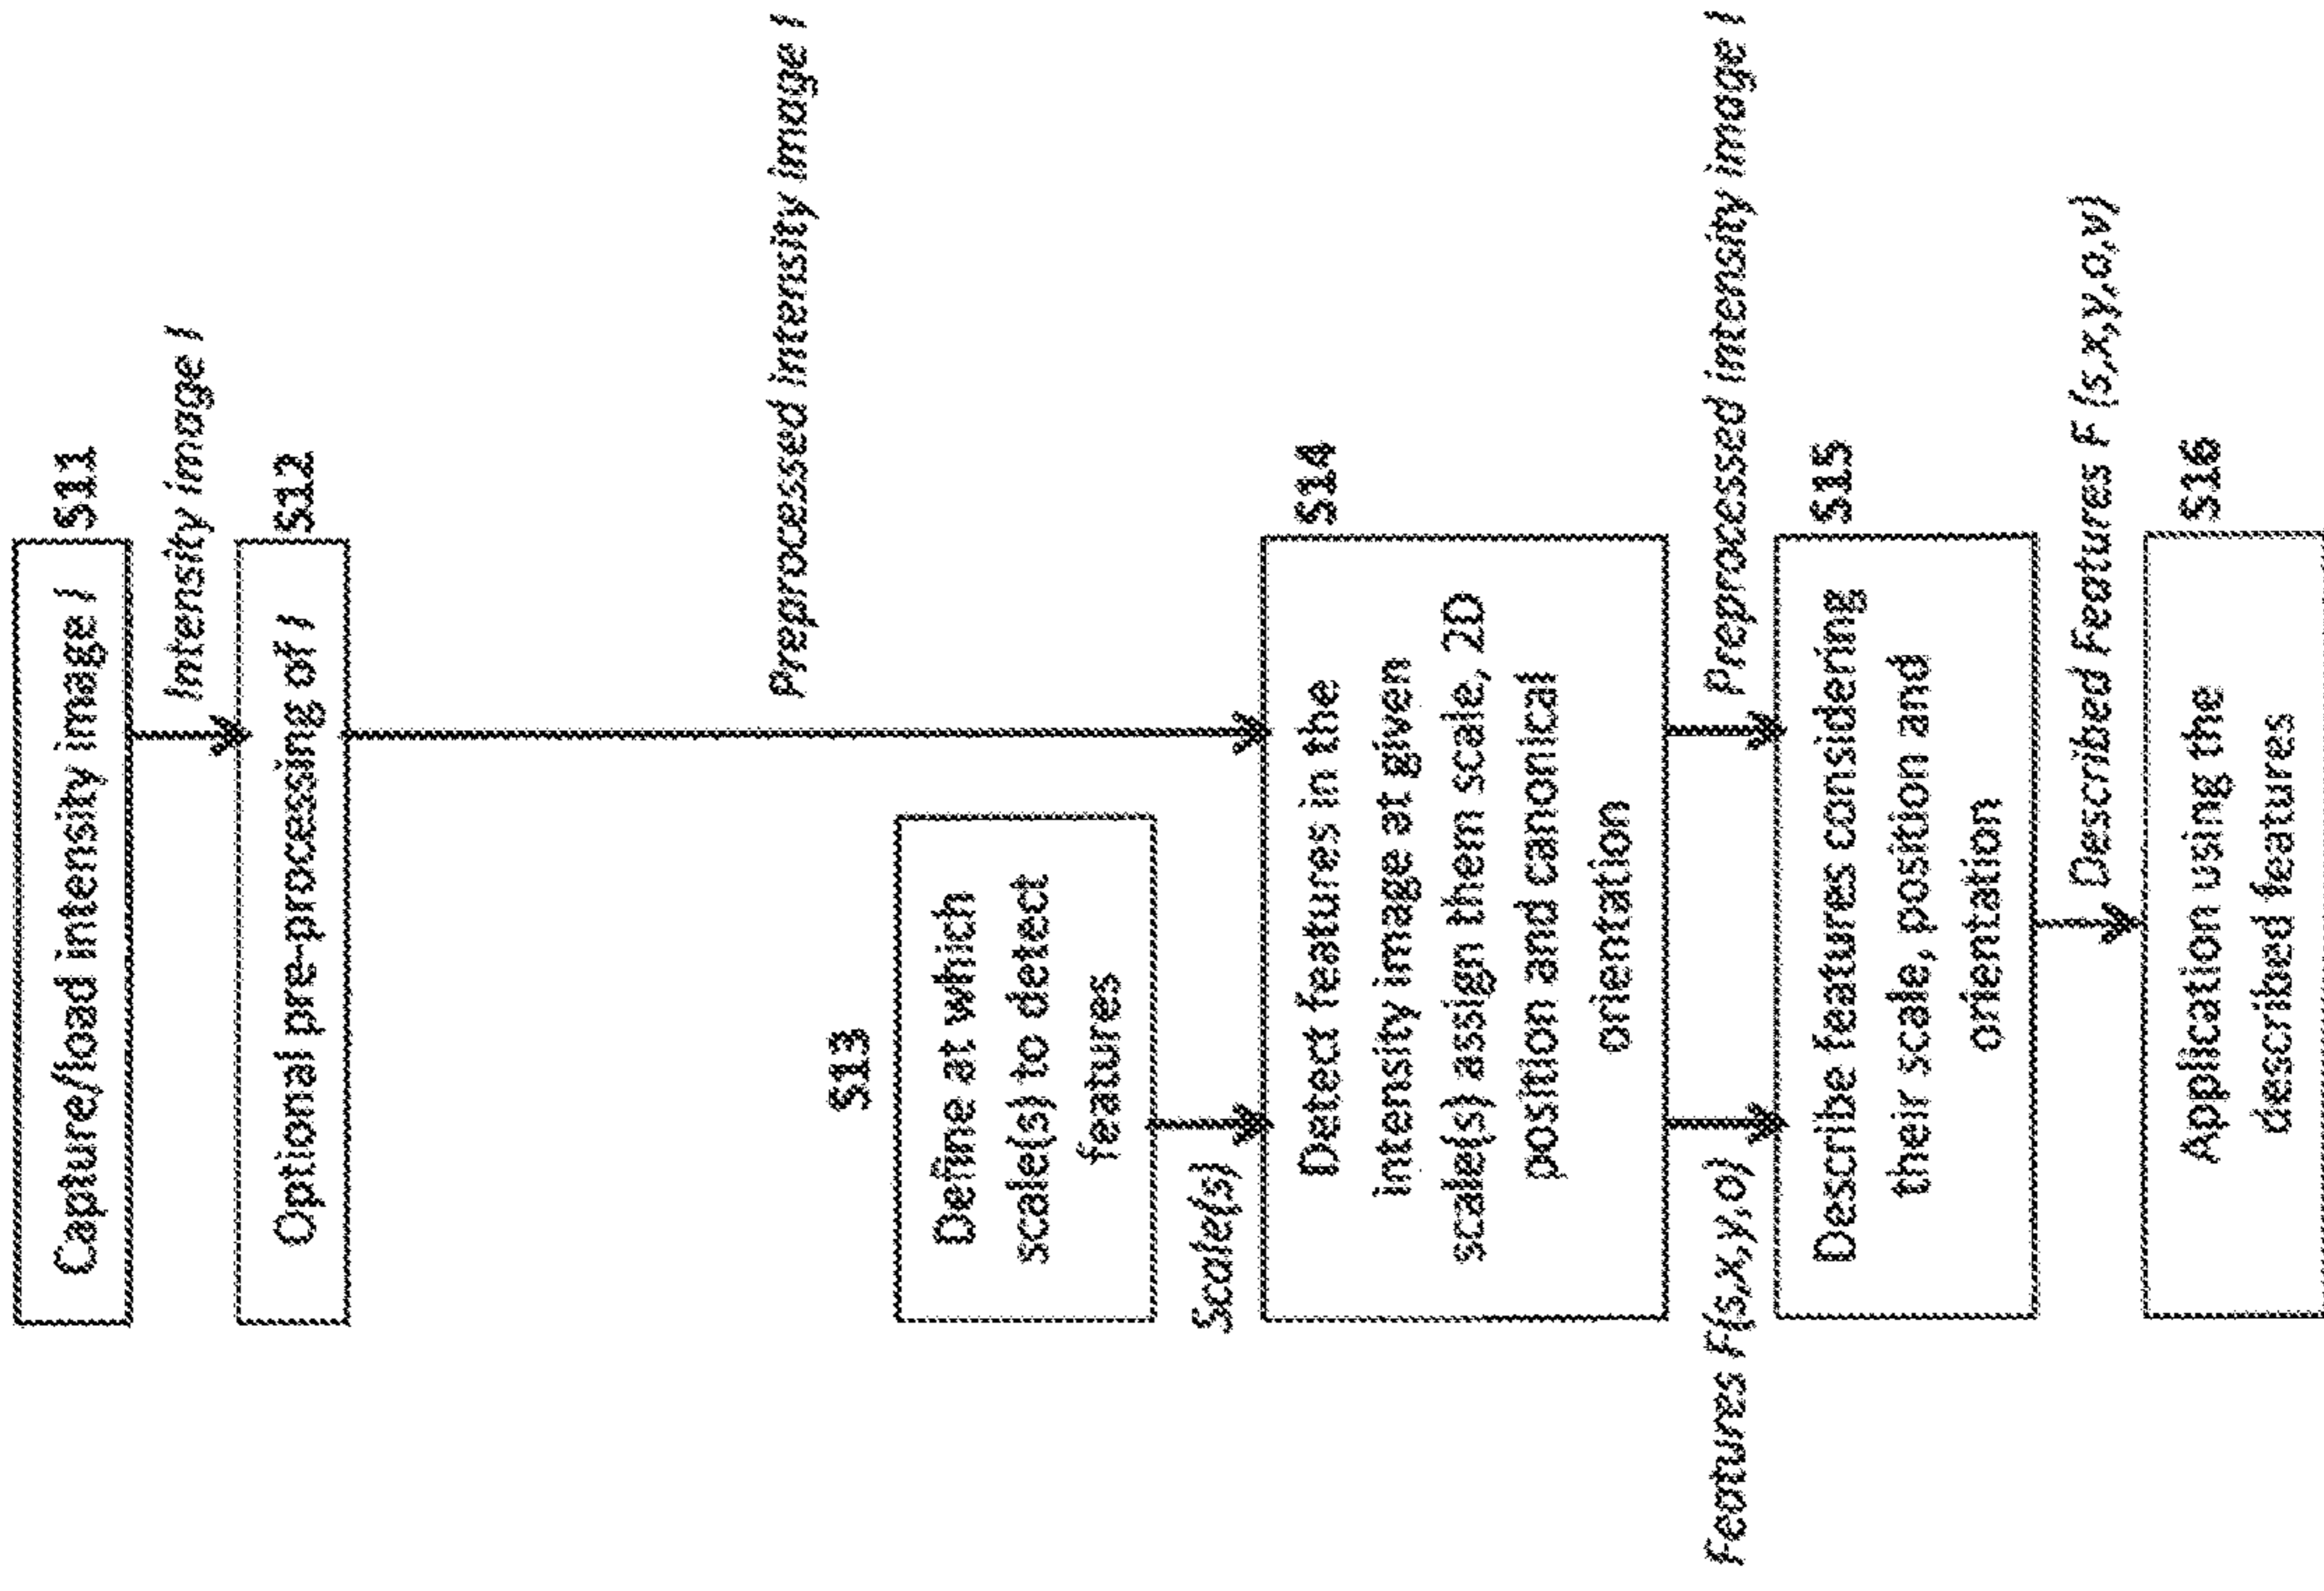 Capture/load intensity image I
S11
Intensity image I
Optional pre-processing of I
S12
Preprocessed intensity image I
S13
Define at which
scale(s) to detect
features
Scale(s)
Detect features in the
intensity image at given
scale(s) assign them scale, 2D
position and canonical
orientation
S14
Features F(s,x,y,o)
Preprocessed intensity image I
Describe features considering
their scale, position and
orientation
S15
Described Features F (s,x,y,o,v)
Application using the
described features
S16